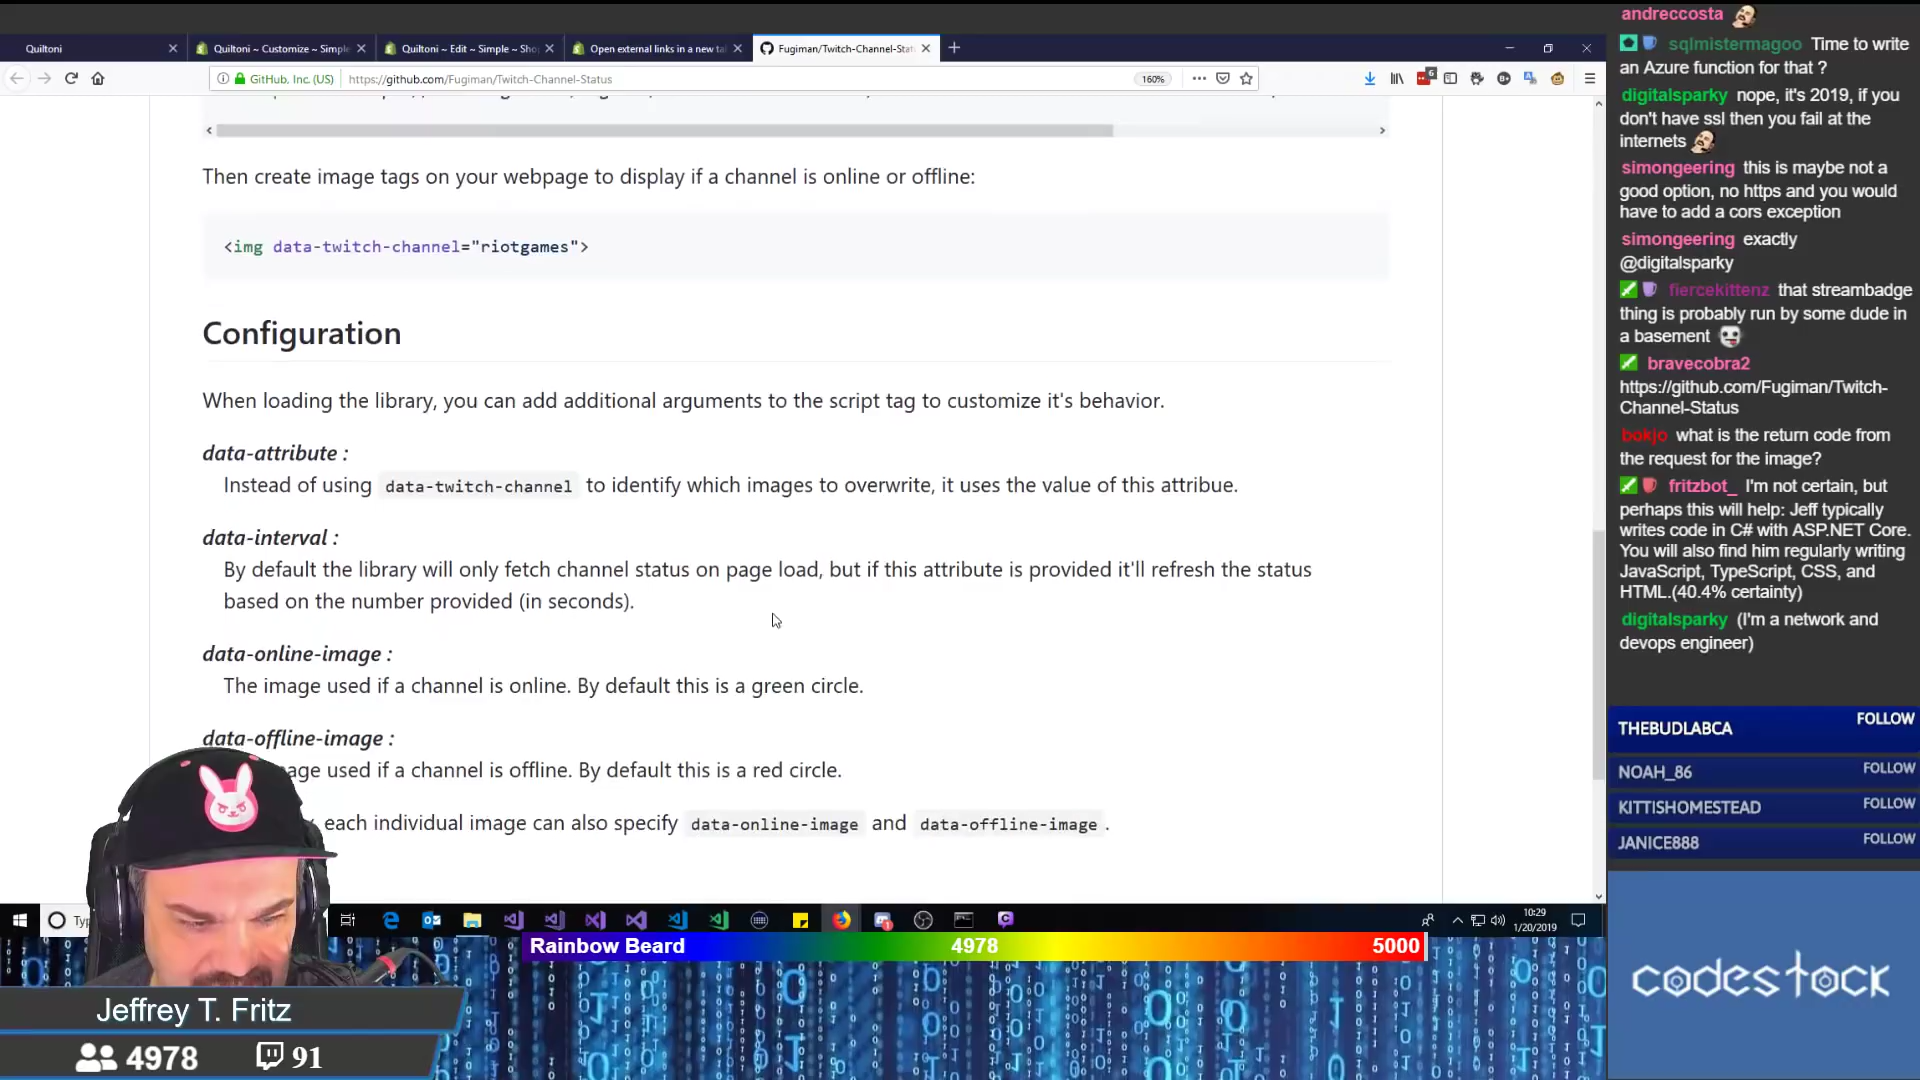 Quiltoni
Quiltoni ~ Customize ~ Simple
Quiltoni ~ Edit ~ Simple ~ Sho
Open external links in a new ta
Fugiman/Twitch-Channel-Stat
GitHub, Inc. (US)
https://github.com/Fugiman/Twitch-Channel-Status
160%
6
Then create image tags on your webpage to display if a channel is online or offline:
<img data-twitch-channel="riotgames">
Configuration
When loading the library, you can add additional arguments to the script tag to customize it's behavior.
data-attribute :
Instead of using data-twitch-channel to identify which images to overwrite, it uses the value of this attribue.
data-interval :
By default the library will only fetch channel status on page load, but if this attribute is provided it'll refresh the status
based on the number provided (in seconds).
data-online-image :
The image used if a channel is online. By default this is a green circle.
data-offline-image :
age used if a channel is offline. By default this is a red circle.
, each individual image can also specify data-online-image and data-offline-image .
10:29
1/20/2019
Rainbow Beard
4978
5000
Jeffrey T. Fritz
4978
91
andreccosta
sqlmistermagoo Time to write
an Azure function for that ?
digitalsparky nope, it's 2019, if you
don't have ssl then you fail at the
internets
simongeering this is maybe not a
good option, no https and you would
have to add a cors exception
simongeering exactly
@digitalsparky
fiercekittenz that streambadge
thing is probably run by some dude in
a basement
bravecobra2
https://github.com/Fugiman/Twitch-
Channel-Status
bokjo what is the return code from
the request for the image?
fritzbot_ I'm not certain, but
perhaps this will help: Jeff typically
writes code in C# with ASP.NET Core.
You will also find him regularly writing
JavaScript, TypeScript, CSS, and
HTML.(40.4% certainty)
digitalsparky (I'm a network and
devops engineer)
THEBUDLABCA FOLLOW
NOAH_86 FOLLOW
KITTISHOMESTEAD FOLLOW
JANICE888 FOLLOW
codestock